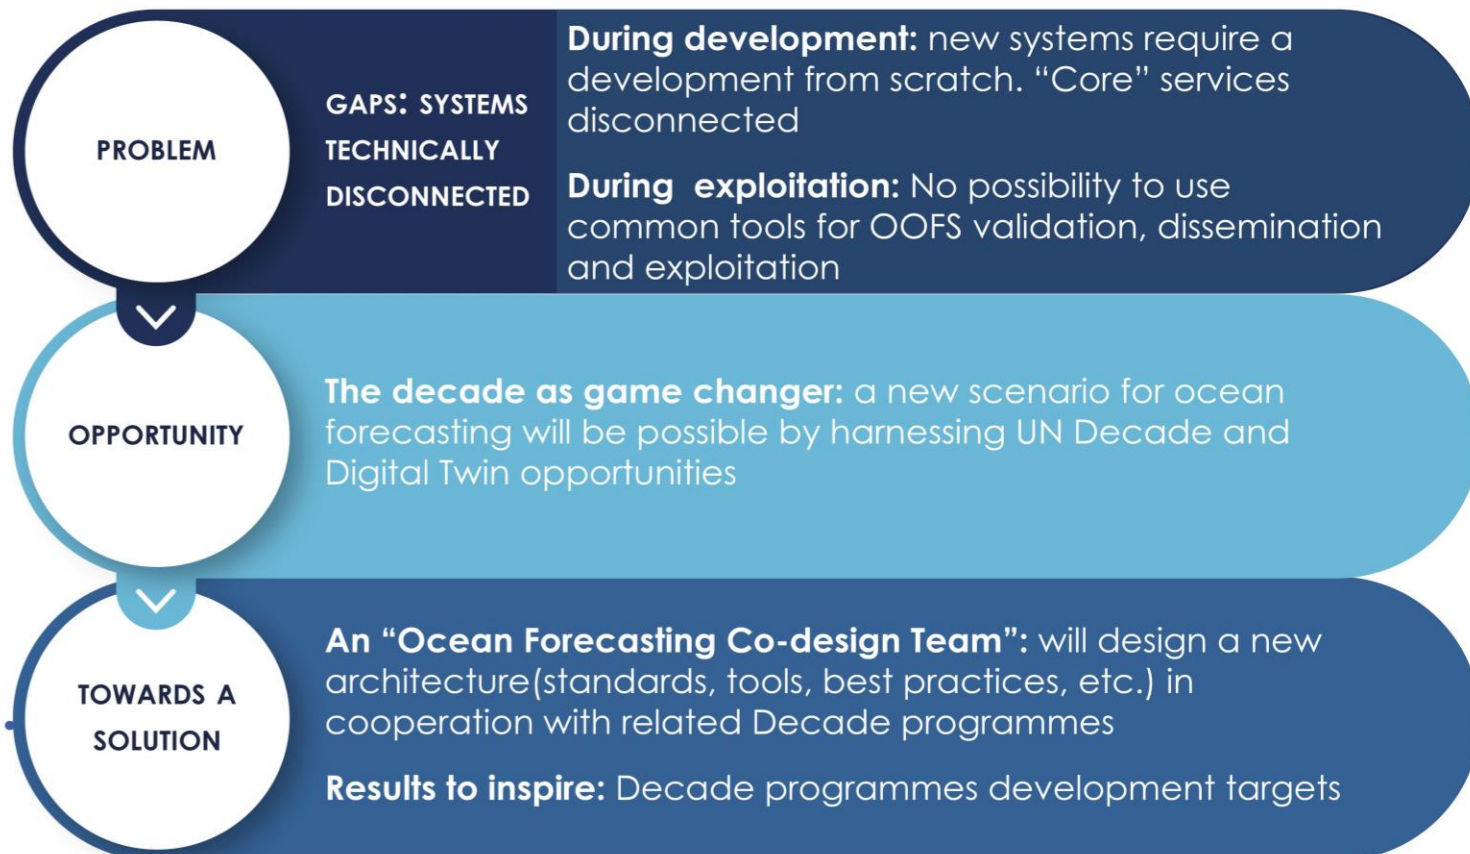 PROBLEM
GAPS: SYSTEMS
TECHNICALLY
DISCONNECTED
During development: new systems require a
development from scratch. “Core” services
disconnected
During  exploitation: No possibility to use
common tools for OOFS validation, dissemination
and exploitation
OPPORTUNITY
The decade as game changer: a new scenario for ocean
forecasting will be possible by harnessing UN Decade and
Digital Twin opportunities
TOWARDS A
SOLUTION
An “Ocean Forecasting Co-design Team”: will design a new
architecture(standards, tools, best practices, etc.) in
cooperation with related Decade programmes
Results to inspire: Decade programmes development targets